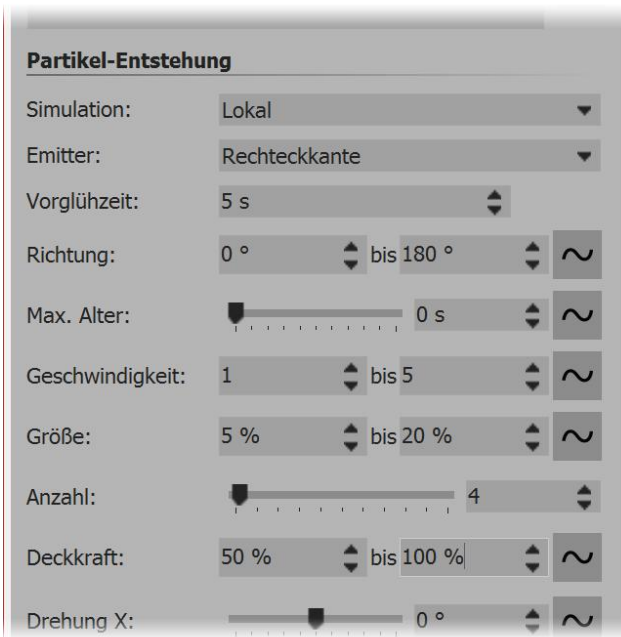 Partikel-Entstehung
Simulation: Lokal
Emitter: Rechteckkante
Vorglühzeit: 5 s
Richtung: 0 ° bis 180 °
Max. Alter: 0 s
Geschwindigkeit: 1 bis 5
Größe: 5 % bis 20 %
Anzahl: 4
Deckkraft: 50 % bis 100 %
Drehung X: 0 °